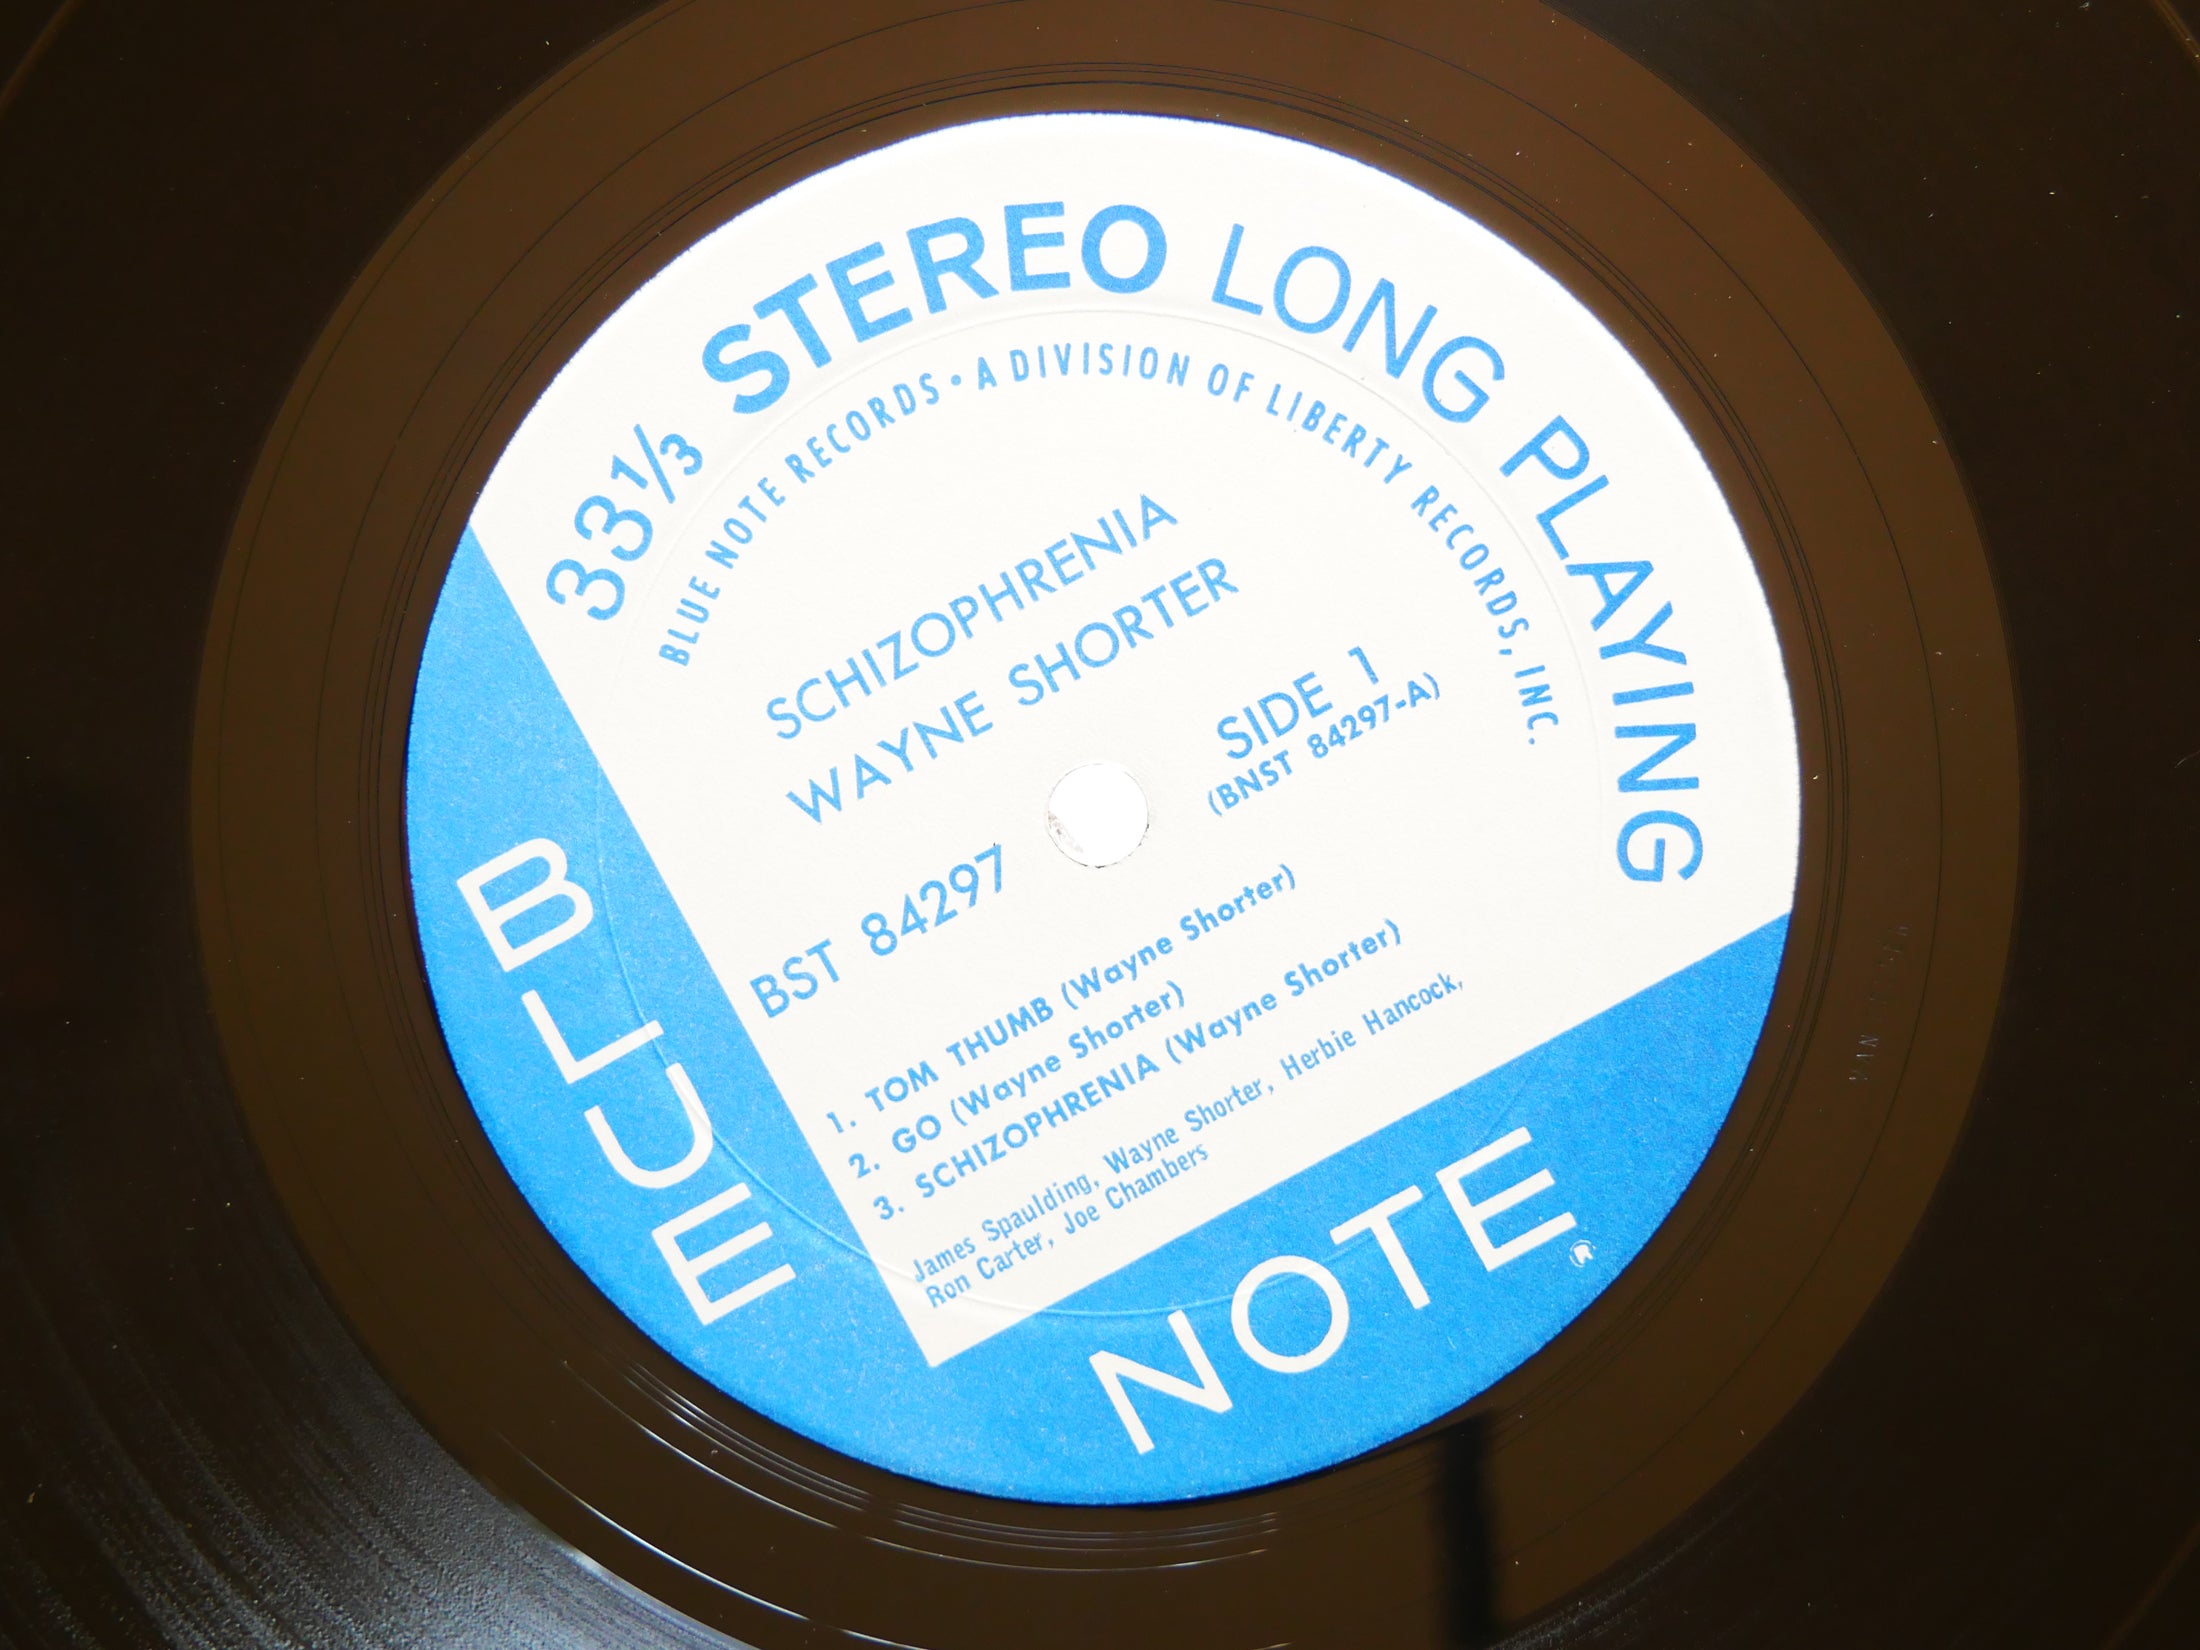 33⅓ STEREO LONG PLAYING
BLUE NOTE RECORDS • A DIVISION OF LIBERTY RECORDS, INC.
SCHIZOPHRENIA
WAYNE SHORTER
SIDE 1
(BNST 84297-A)
BST 84297
1. TOM THUMB (Wayne Shorter)
2. GO (Wayne Shorter)
3. SCHIZOPHRENIA (Wayne Shorter)
James Spaulding, Wayne Shorter, Herbie Hancock,
Ron Carter, Joe Chambers
BLUE
NOTE
®